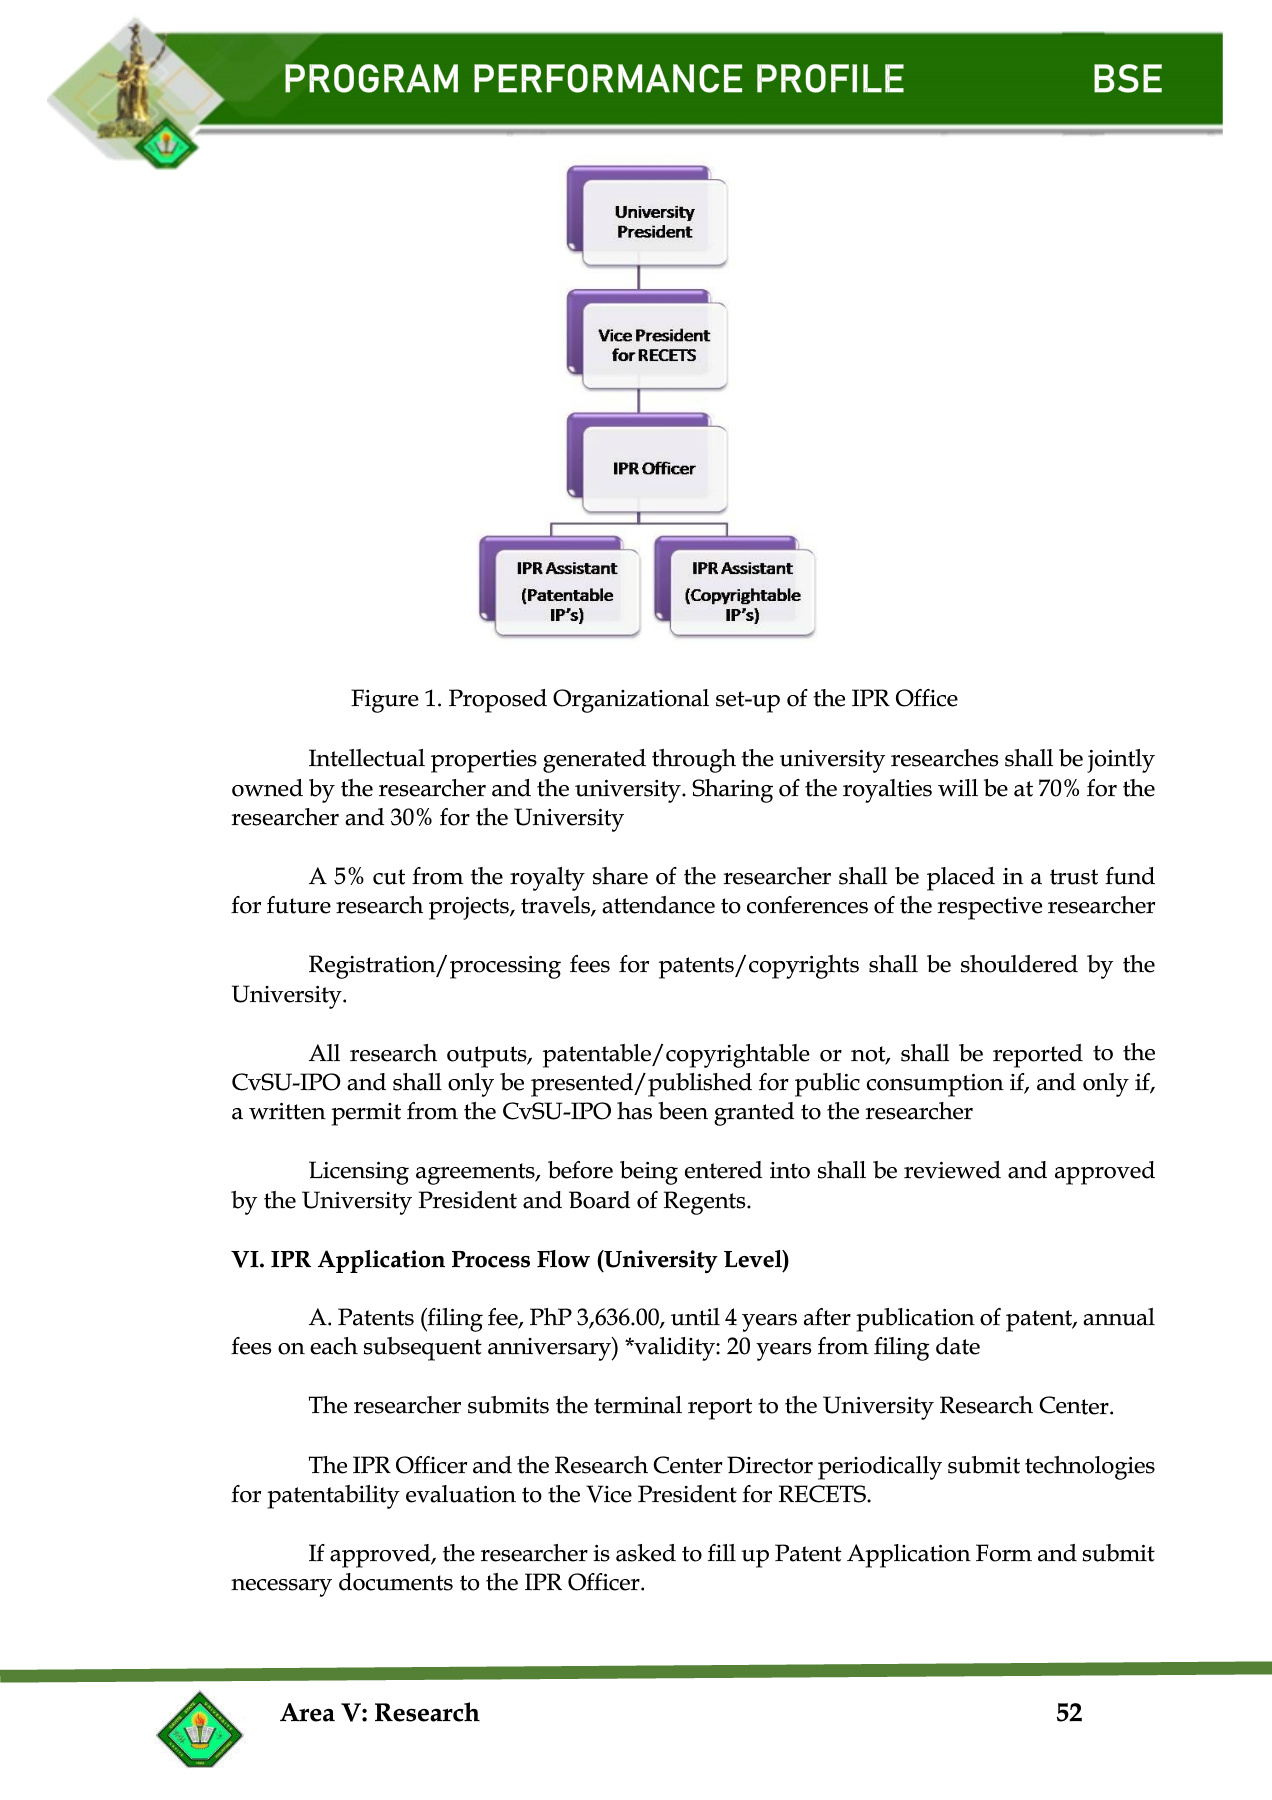 PROGRAM PERFORMANCE PROFILE BSE
University
President
Vice President
for RECETS
IPR Officer
IPR Assistant
(Patentable
IP's)
IPR Assistant
(Copyrightable
IP's)
Figure 1. Proposed Organizational set-up of the IPR Office
Intellectual properties generated through the university researches shall be jointly
owned by the researcher and the university. Sharing of the royalties will be at 70% for the
researcher and 30% for the University
A 5% cut from the royalty share of the researcher shall be placed in a trust fund
for future research projects, travels, attendance to conferences of the respective researcher
Registration/processing fees for patents/copyrights shall be shouldered by the
University.
All research outputs, patentable/copyrightable or not, shall be reported to the
CvSU-IPO and shall only be presented/published for public consumption if, and only if,
a written permit from the CvSU-IPO has been granted to the researcher
Licensing agreements, before being entered into shall be reviewed and approved
by the University President and Board of Regents.
VI. IPR Application Process Flow (University Level)
A. Patents (filing fee, PhP 3,636.00, until 4 years after publication of patent, annual
fees on each subsequent anniversary) *validity: 20 years from filing date
The researcher submits the terminal report to the University Research Center.
The IPR Officer and the Research Center Director periodically submit technologies
for patentability evaluation to the Vice President for RECETS.
If approved, the researcher is asked to fill up Patent Application Form and submit
necessary documents to the IPR Officer.
Area V: Research 52